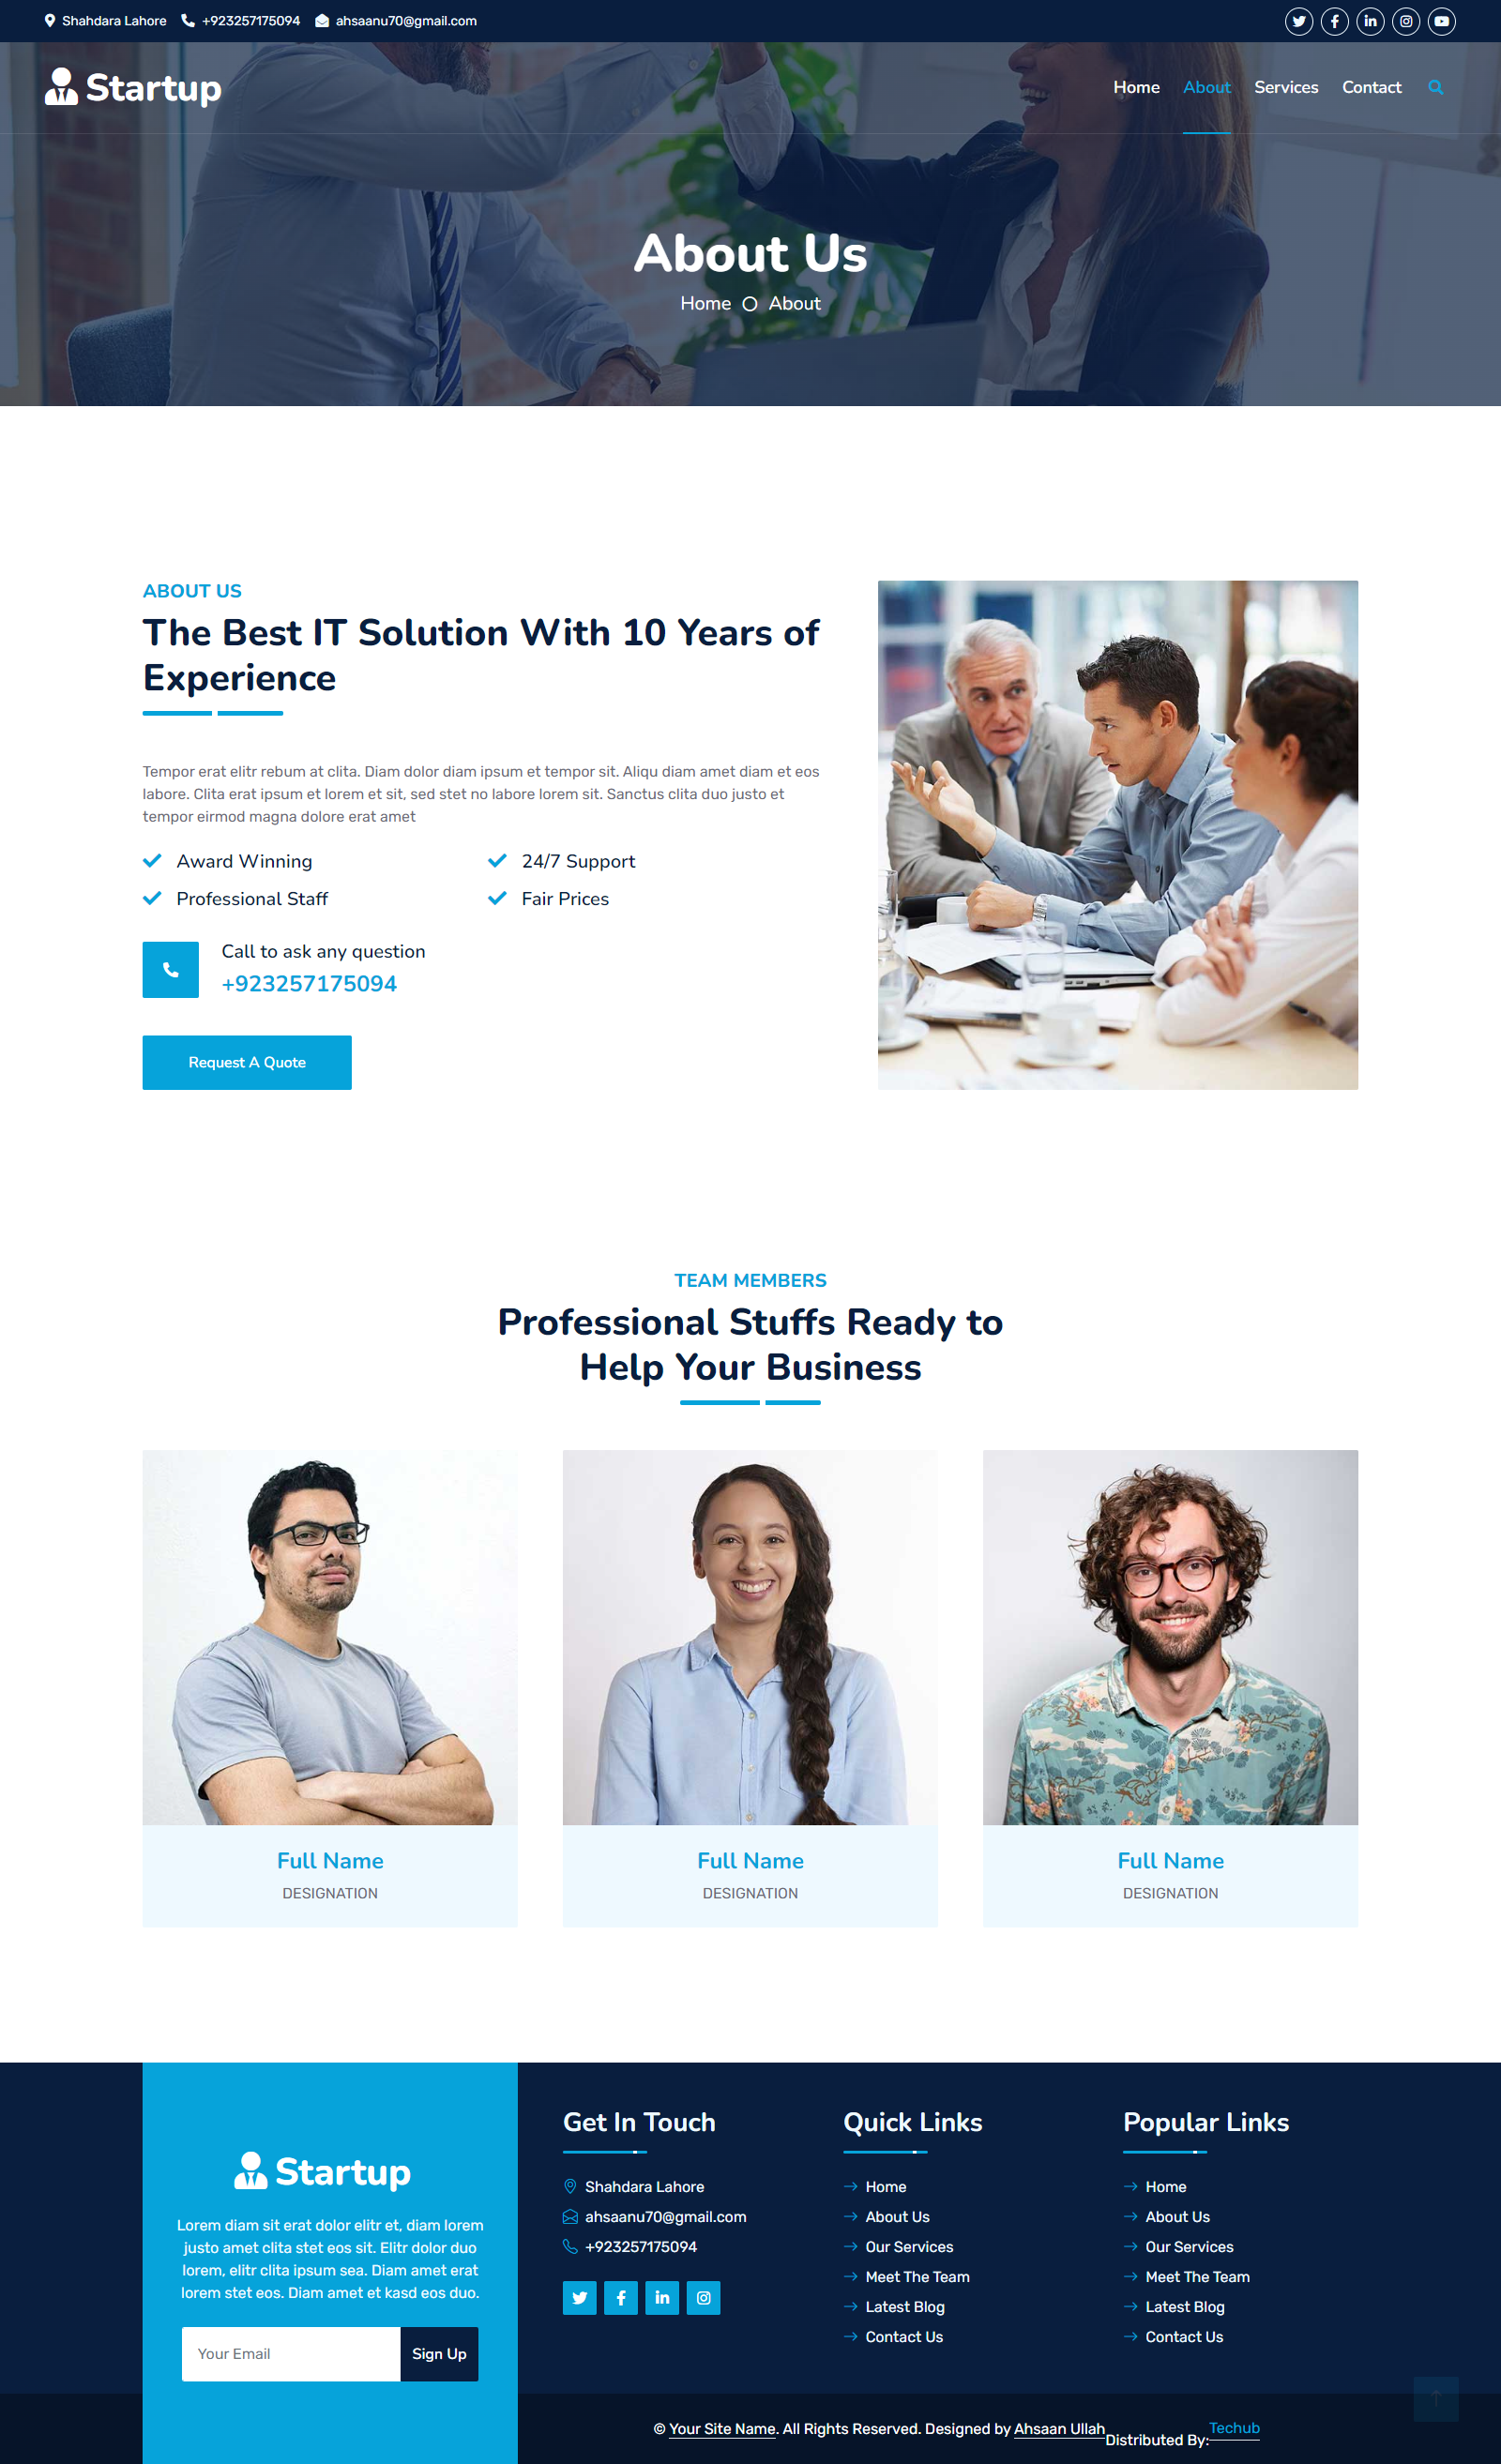 Shahdara Lahore +923257175094 ahsaanu70@gmail.com
Startup
Home About Services Contact
About Us
Home About
ABOUT US
The Best IT Solution With 10 Years of
Experience
Tempor erat elitr rebum at clita. Diam dolor diam ipsum et tempor sit. Aliqu diam amet diam et eos
labore. Clita erat ipsum et lorem et sit, sed stet no labore lorem sit. Sanctus clita duo justo et
tempor eirmod magna dolore erat amet
Award Winning
24/7 Support
Professional Staff
Fair Prices
Call to ask any question
+923257175094
Request A Quote
TEAM MEMBERS
Professional Stuffs Ready to
Help Your Business
Full Name
DESIGNATION
Full Name
DESIGNATION
Full Name
DESIGNATION
Startup
Lorem diam sit erat dolor elitr et, diam lorem
justo amet clita stet eos sit. Elitr dolor duo
lorem, elitr clita ipsum sea. Diam amet erat
lorem stet eos. Diam amet et kasd eos duo.
Your Email
Sign Up
Get In Touch
Shahdara Lahore
ahsaanu70@gmail.com
+923257175094
Quick Links
Home
About Us
Our Services
Meet The Team
Latest Blog
Contact Us
Popular Links
Home
About Us
Our Services
Meet The Team
Latest Blog
Contact Us
© Your Site Name. All Rights Reserved. Designed by Ahsaan Ullah
Distributed By: Techub